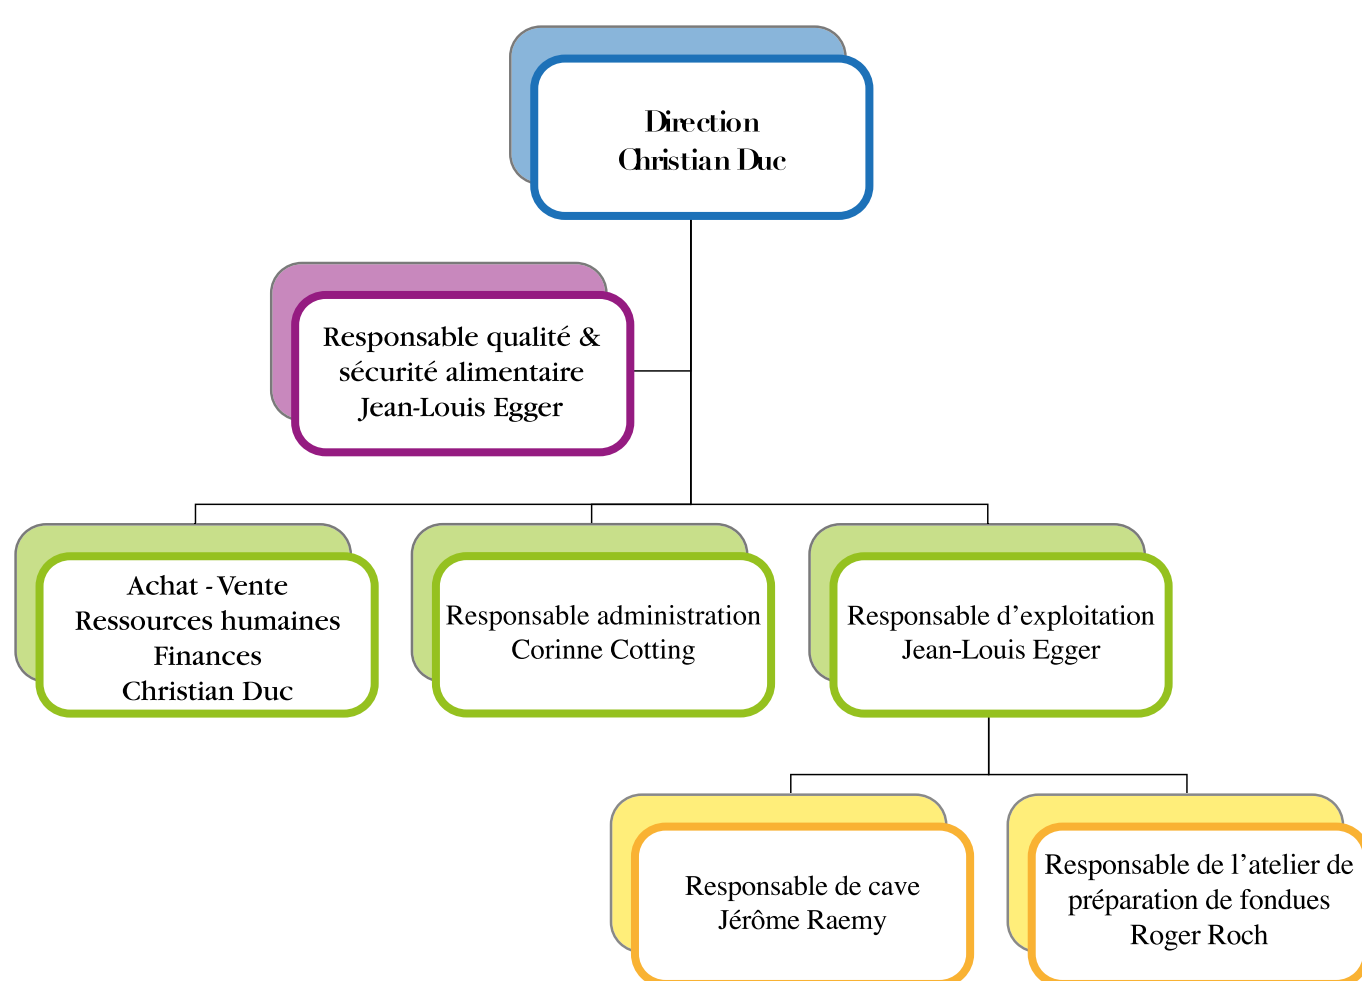 Direction
Christian Duc
Responsable qualité &
sécurité alimentaire
Jean-Louis Egger
Achat - Vente
Ressources humaines
Finances
Christian Duc
Responsable administration
Corinne Cotting
Responsable d’exploitation
Jean-Louis Egger
Responsable de cave
Jérôme Raemy
Responsable de l’atelier de
préparation de fondues
Roger Roch